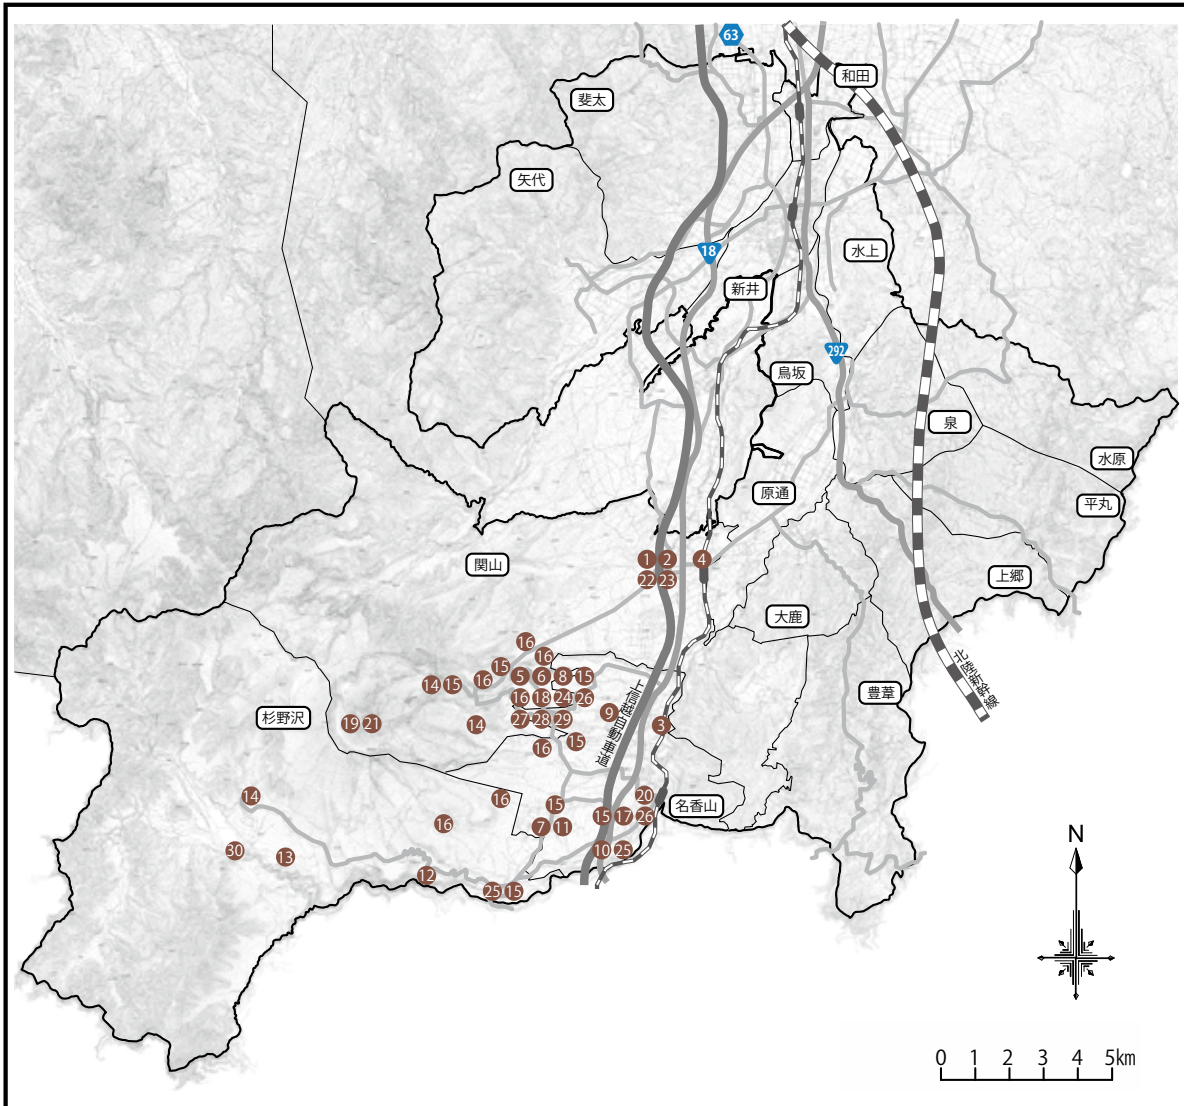 63
和田
斐太
矢代
18
水上
新井
292
鳥坂
泉
水原
原通
平丸
関山
1 2 4
22 23
上郷
大鹿
16
16
15 5 6 8 15
14 15 16
16 18 24 26
北陸新幹線
豊葦
上信越自動車道
杉野沢
19 21
14
27 28 29
9
3
16 15
14
16
15
20
名香山
16
7 11
15 17 26
30
13
10 25
12
25 15
N
0 1 2 3 4 5km